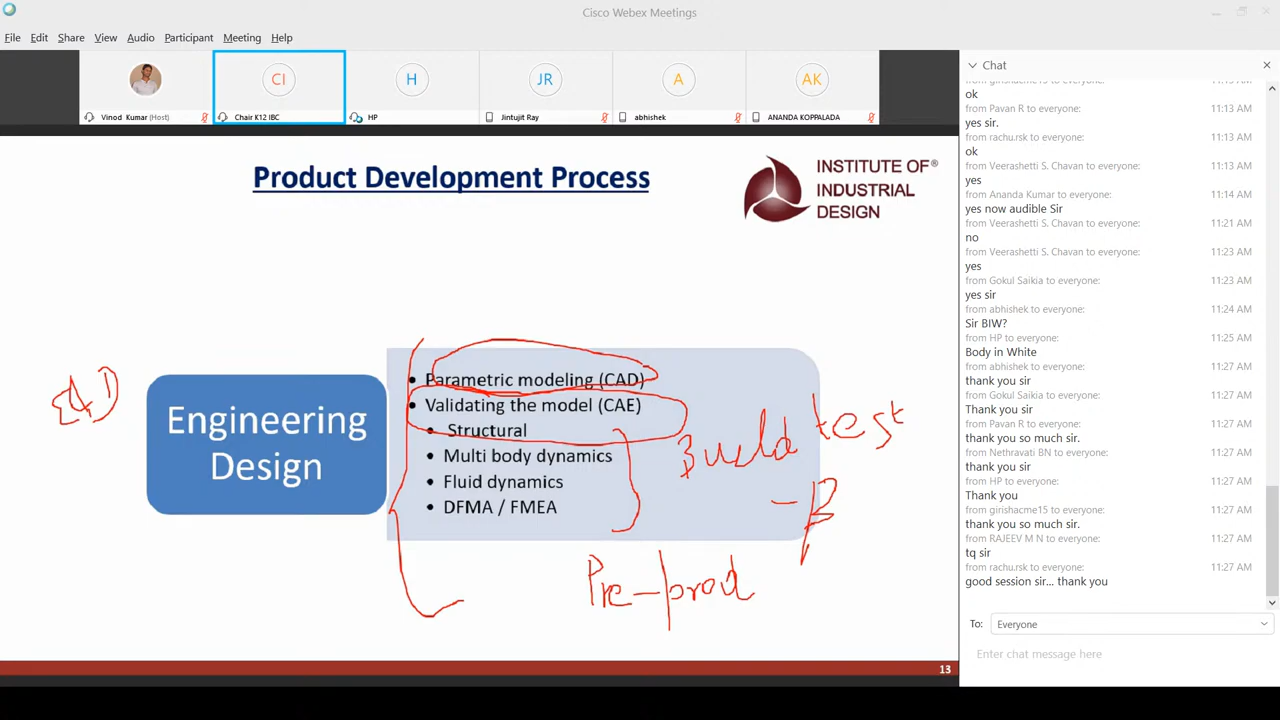 Cisco Webex Meetings
File Edit Share View Audio Participant Meeting Help
CI H JR A AK
Vinod Kumar (Host) Chair K12 IBC HP Jintujit Ray abhishek ANANDA KOPPALADA
Product Development Process
INSTITUTE OF®
INDUSTRIAL
DESIGN
Engineering
Design
• Parametric modeling (CAD)
• Validating the model (CAE)
• Structural
• Multi body dynamics
• Fluid dynamics
• DFMA / FMEA
Build test
Pre-prod
13
Chat
ok
from Pavan R to everyone: 11:13 AM
yes sir.
from rachu.rsk to everyone: 11:13 AM
ok
from Veerashetti S. Chavan to everyone: 11:13 AM
yes
from Ananda Kumar to everyone: 11:14 AM
yes now audible Sir
from Veerashetti S. Chavan to everyone: 11:21 AM
no
from Veerashetti S. Chavan to everyone: 11:23 AM
yes
from Gokul Saikia to everyone: 11:23 AM
yes sir
from abhishek to everyone: 11:24 AM
Sir BIW?
from HP to everyone: 11:25 AM
Body in White
from abhishek to everyone: 11:27 AM
thank you sir
from Gokul Saikia to everyone: 11:27 AM
Thank you sir
from Pavan R to everyone: 11:27 AM
thank you so much sir.
from Nethravati BN to everyone: 11:27 AM
thank you sir
from HP to everyone: 11:27 AM
Thank you
from girishacme15 to everyone: 11:27 AM
thank you so much sir.
from RAJEEV M N to everyone: 11:27 AM
tq sir
from rachu.rsk to everyone: 11:27 AM
good session sir... thank you
To: Everyone
Enter chat message here